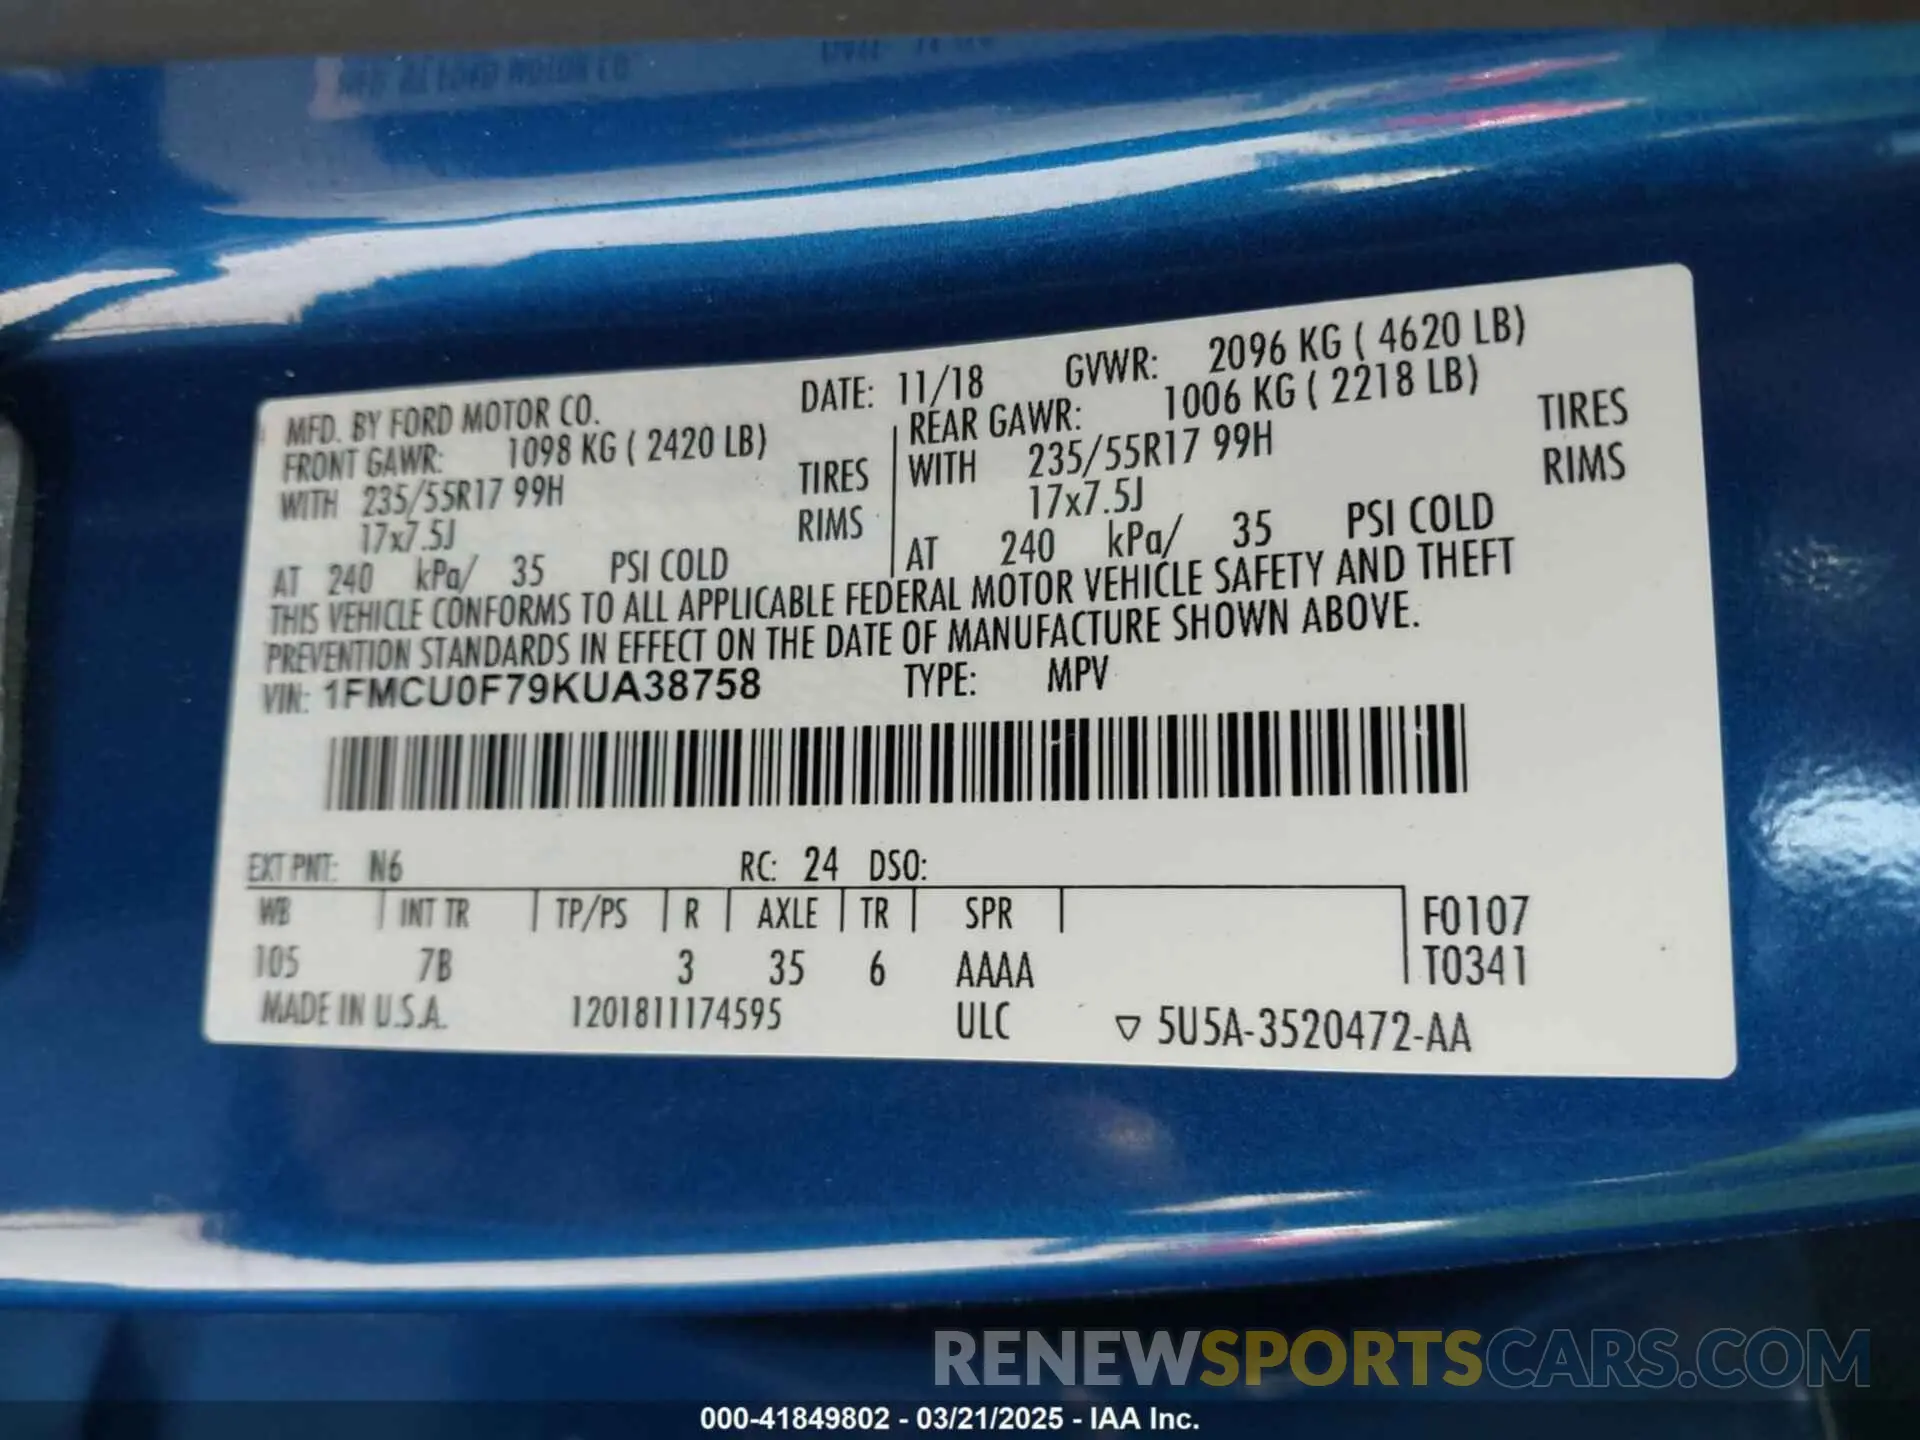 MFD. BY FORD MOTOR CO. DATE: 11/18 GVWR: 2096 KG ( 4620 LB)
FRONT GAWR: 1098 KG ( 2420 LB) REAR GAWR: 1006 KG ( 2218 LB)
WITH 235/55R17 99H TIRES WITH 235/55R17 99H TIRES
17x7.5J RIMS 17x7.5J RIMS
AT 240 kPa/ 35 PSI COLD AT 240 kPa/ 35 PSI COLD
THIS VEHICLE CONFORMS TO ALL APPLICABLE FEDERAL MOTOR VEHICLE SAFETY AND THEFT
PREVENTION STANDARDS IN EFFECT ON THE DATE OF MANUFACTURE SHOWN ABOVE.
VIN: 1FMCU0F79KUA38758 TYPE: MPV
EXT PNT: N6 RC: 24 DSO:
WB INT TR TP/PS R AXLE TR SPR F0107
105 7B 3 35 6 AAAA T0341
MADE IN U.S.A. 1201811174595 ULC ▽ 5U5A-3520472-AA
RENEWSPORTSCARS.COM
000-41849802 - 03/21/2025 - IAA Inc.